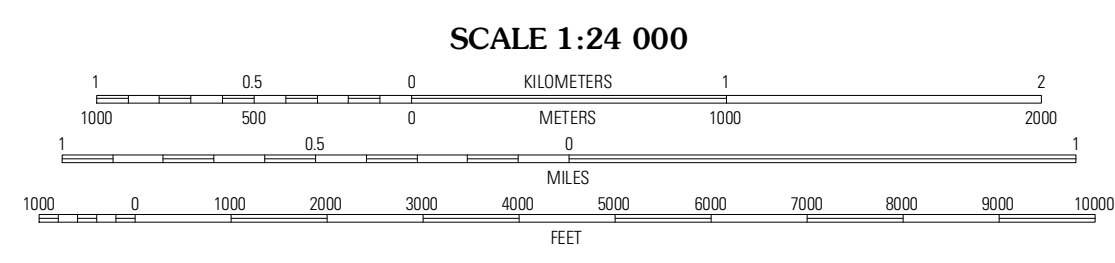 SCALE 1:24 000
1 0.5 0 KILOMETERS 1 2
1000 500 0 METERS 1000 2000
1 0.5 0 1
MILES
1000 0 1000 2000 3000 4000 5000 6000 7000 8000 9000 10000
FEET